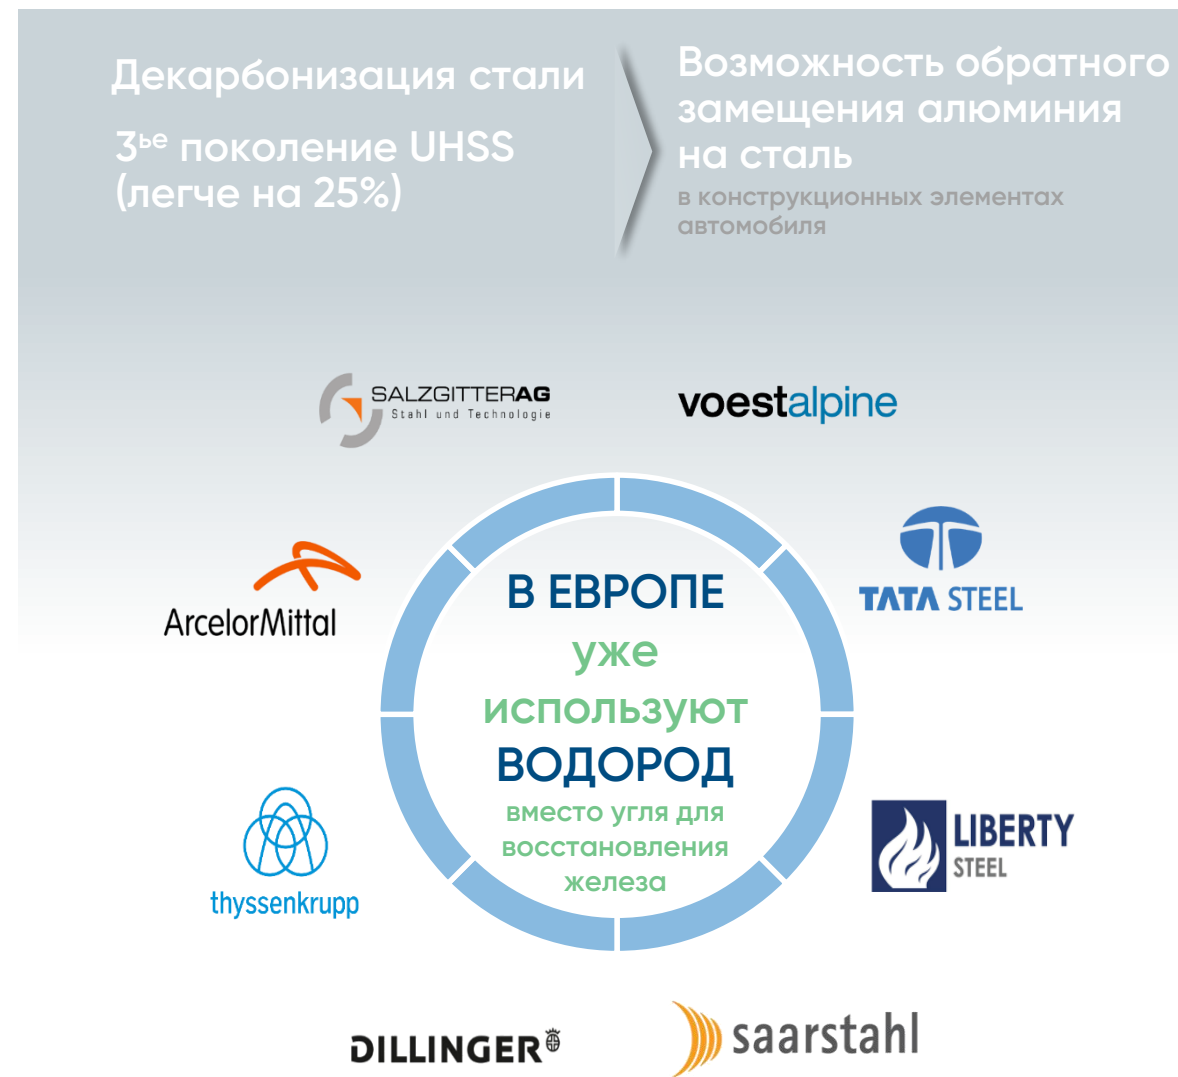 Декарбонизация стали
3ье поколение UHSS
(легче на 25%)
Возможность обратного
замещения алюминия
на сталь
в конструкционных элементах
автомобиля
SALZGITTERAG
Stahl und Technologie
voestalpine
ArcelorMittal
TATA STEEL
В ЕВРОПЕ
уже
используют
ВОДОРОД
вместо угля для
восстановления
железа
thyssenkrupp
LIBERTY
STEEL
DILLINGER
saarstahl